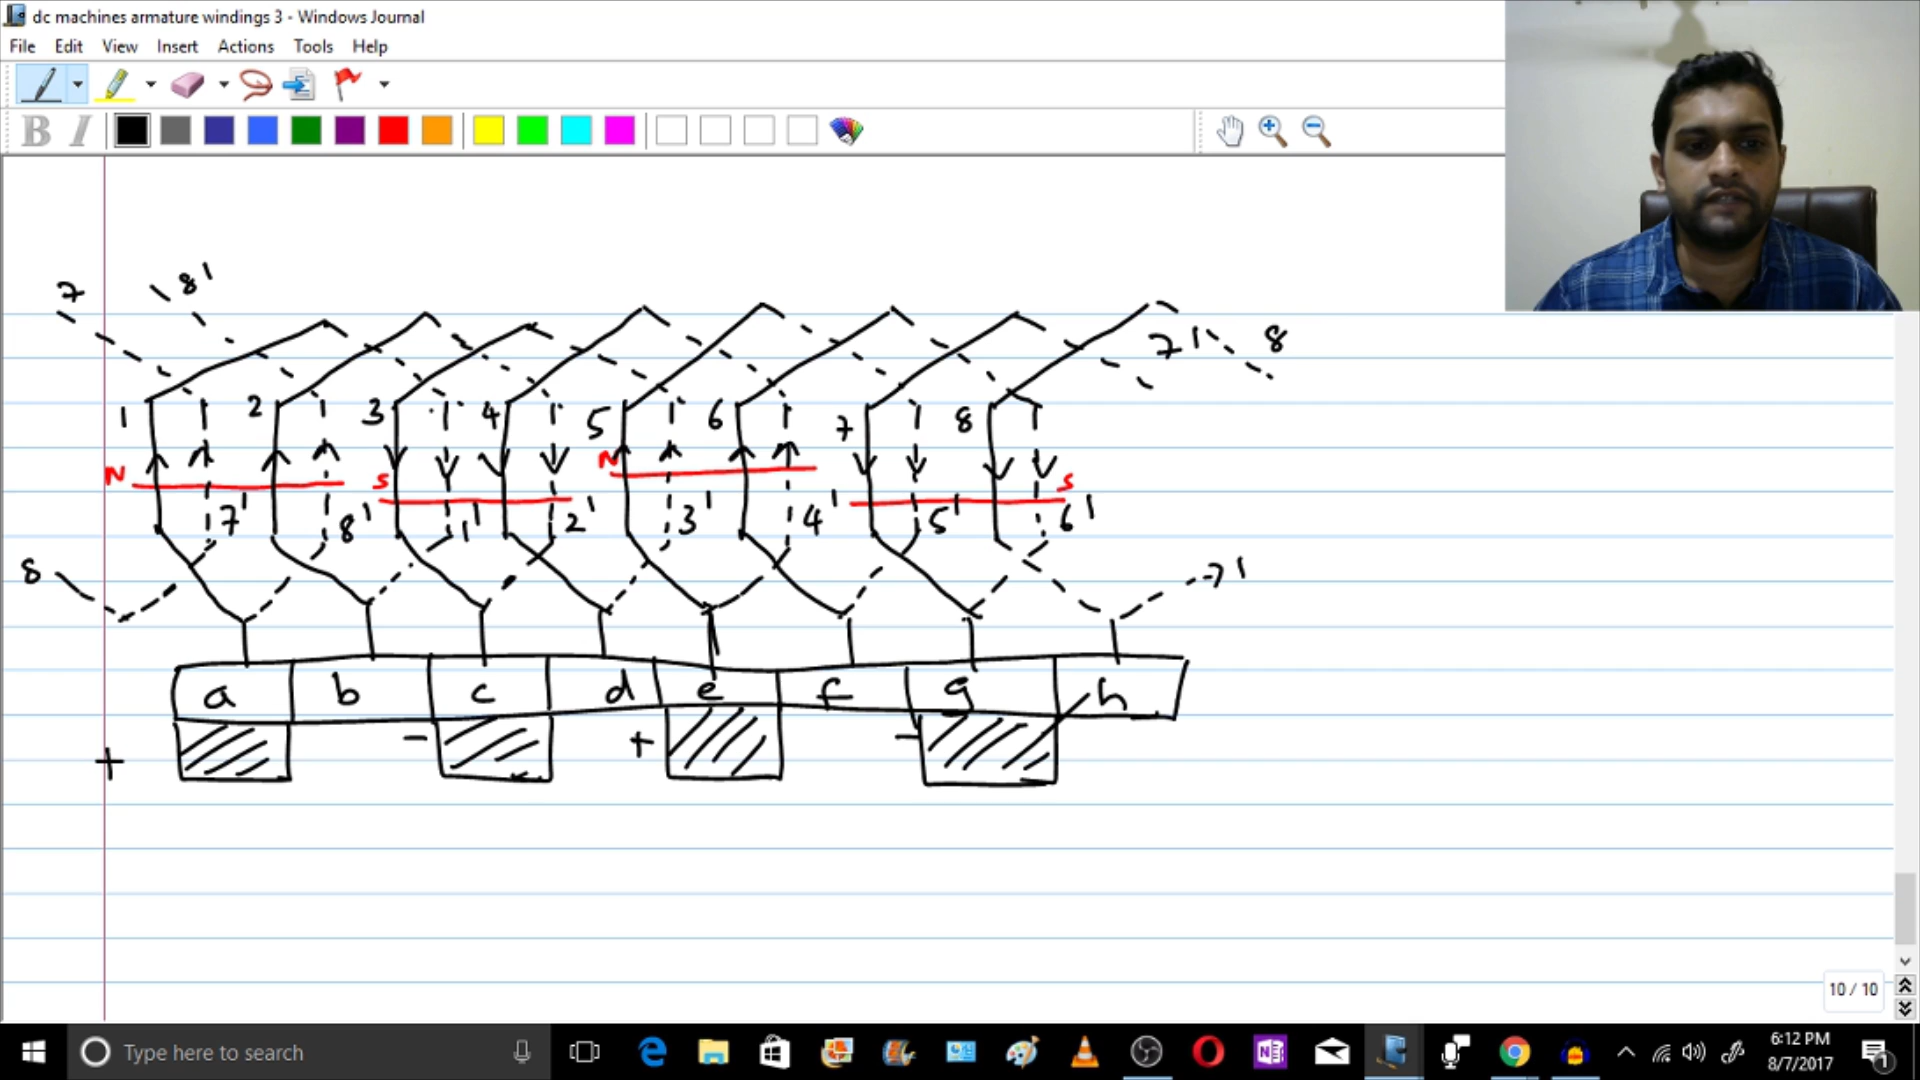 dc machines armature windings 3 - Windows Journal
File Edit View Insert Actions Tools Help
B I
7 8'
7' 8
1 2 3 4 5 6 7 8
N S N S
7' 8' 1' 2' 3' 4' 5' 6'
8 7'
a b c d e f g h
+ - + -
10 / 10
Type here to search
6:12 PM
8/7/2017
1